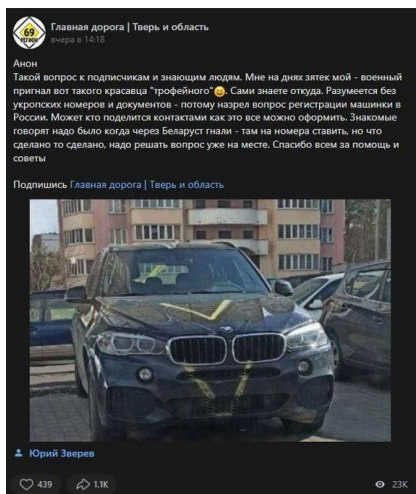 69
РЕГИОН
Главная дорога | Тверь и область
вчера в 14:18
Анон
Такой вопрос к подписчикам и знающим людям. Мне на днях зятек мой - военный
пригнал вот такого красавца "трофейного"😄. Сами знаете откуда. Разумеется без
укропских номеров и документов - потому назрел вопрос регистрации машинки в
России. Может кто поделится контактами как это все можно оформить. Знакомые
говорят надо было когда через Беларуст гнали - там на номера ставить, но что
сделано то сделано, надо решать вопрос уже на месте. Спасибо всем за помощь и
советы
Подпишись Главная дорога | Тверь и область
V
Юрий Зверев
439 1.1K 23K